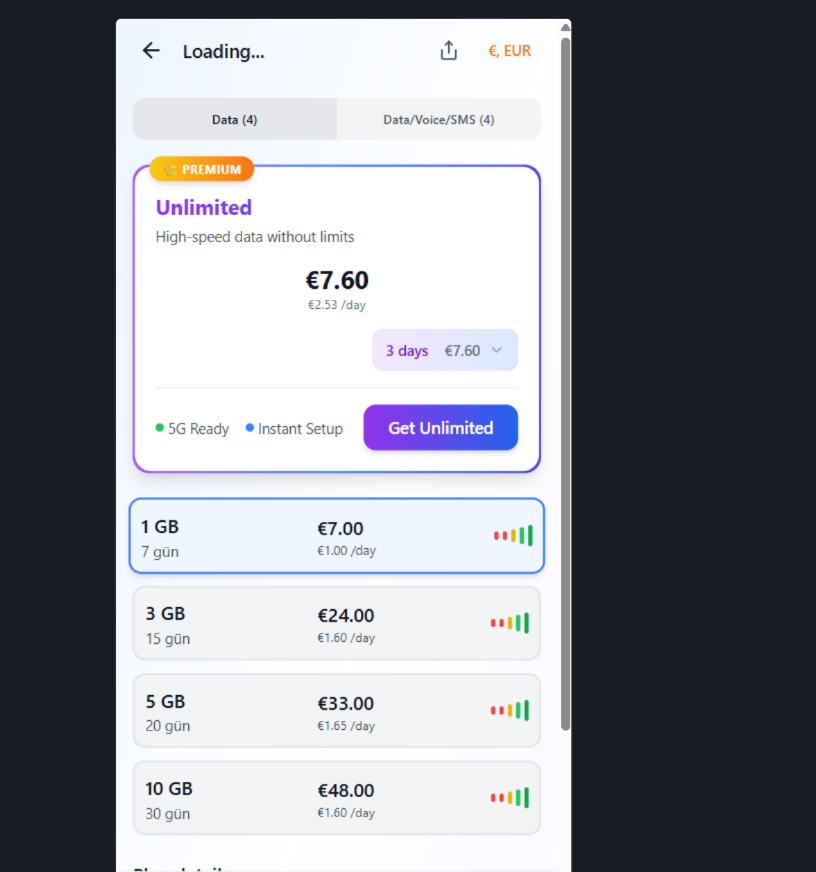 Loading...
€, EUR
Data (4)
Data/Voice/SMS (4)
PREMIUM
Unlimited
High-speed data without limits
€7.60
€2.53 /day
3 days €7.60
5G Ready
Instant Setup
Get Unlimited
1 GB
€7.00
7 gün
€1.00 /day
3 GB
€24.00
15 gün
€1.60 /day
5 GB
€33.00
20 gün
€1.65 /day
10 GB
€48.00
30 gün
€1.60 /day